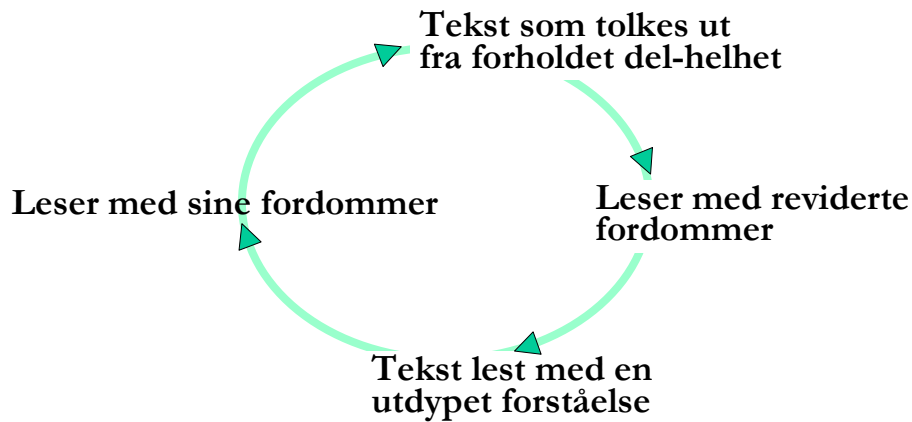 Tekst som tolkes ut
fra forholdet del-helhet
Leser med sine fordommer
Leser med reviderte
fordommer
Tekst lest med en
utdypet forståelse